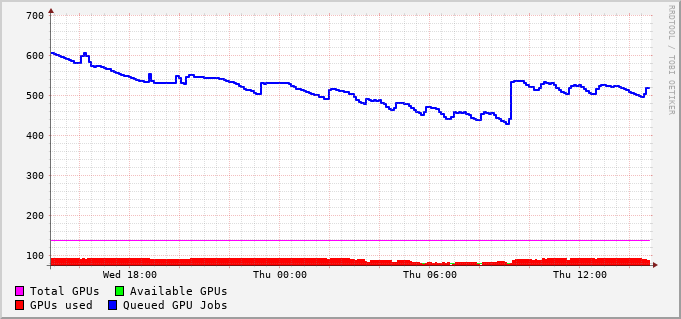 700
600
500
400
300
200
100
Wed 18:00 Thu 00:00 Thu 06:00 Thu 12:00
Total GPUs Available GPUs
GPUs used Queued GPU Jobs
RRDTOOL / TOBI OETIKER